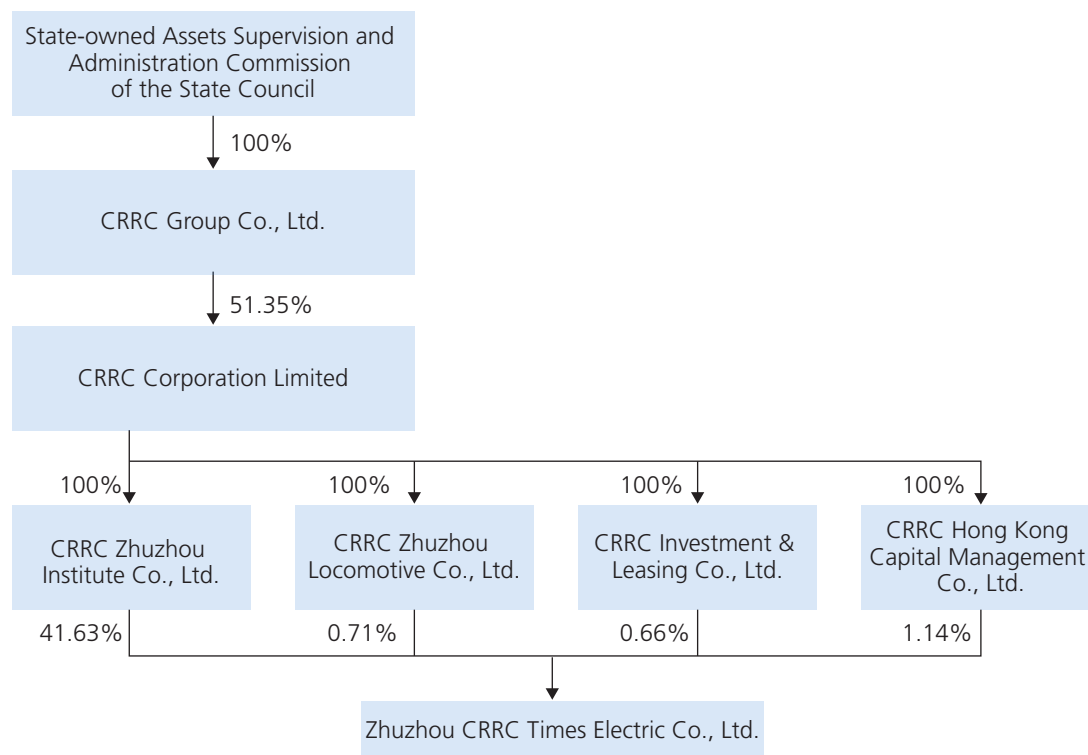 State-owned Assets Supervision and
Administration Commission
of the State Council
100%
CRRC Group Co., Ltd.
51.35%
CRRC Corporation Limited
100%
100%
100%
100%
CRRC Zhuzhou
Institute Co., Ltd.
CRRC Zhuzhou
Locomotive Co., Ltd.
CRRC Investment &
Leasing Co., Ltd.
CRRC Hong Kong
Capital Management
Co., Ltd.
41.63%
0.71%
0.66%
1.14%
Zhuzhou CRRC Times Electric Co., Ltd.